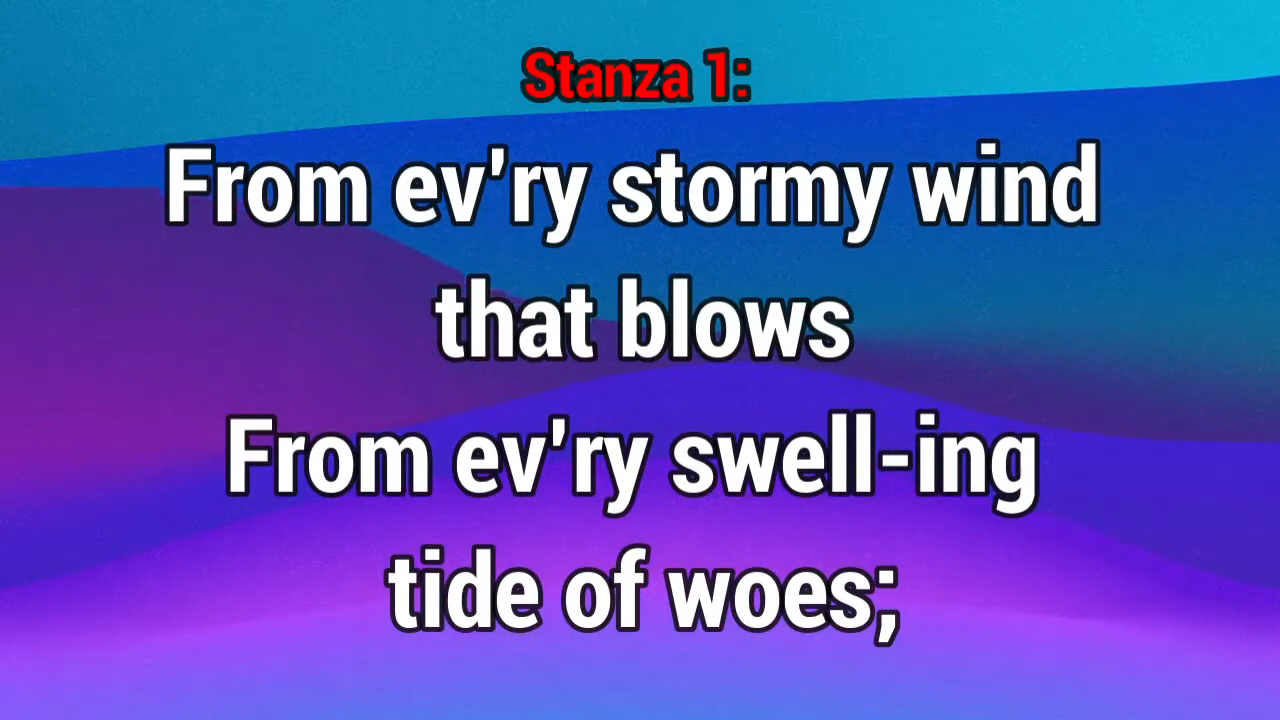 Stanza 1:
From ev'ry stormy wind
that blows
From ev'ry swell-ing
tide of woes;